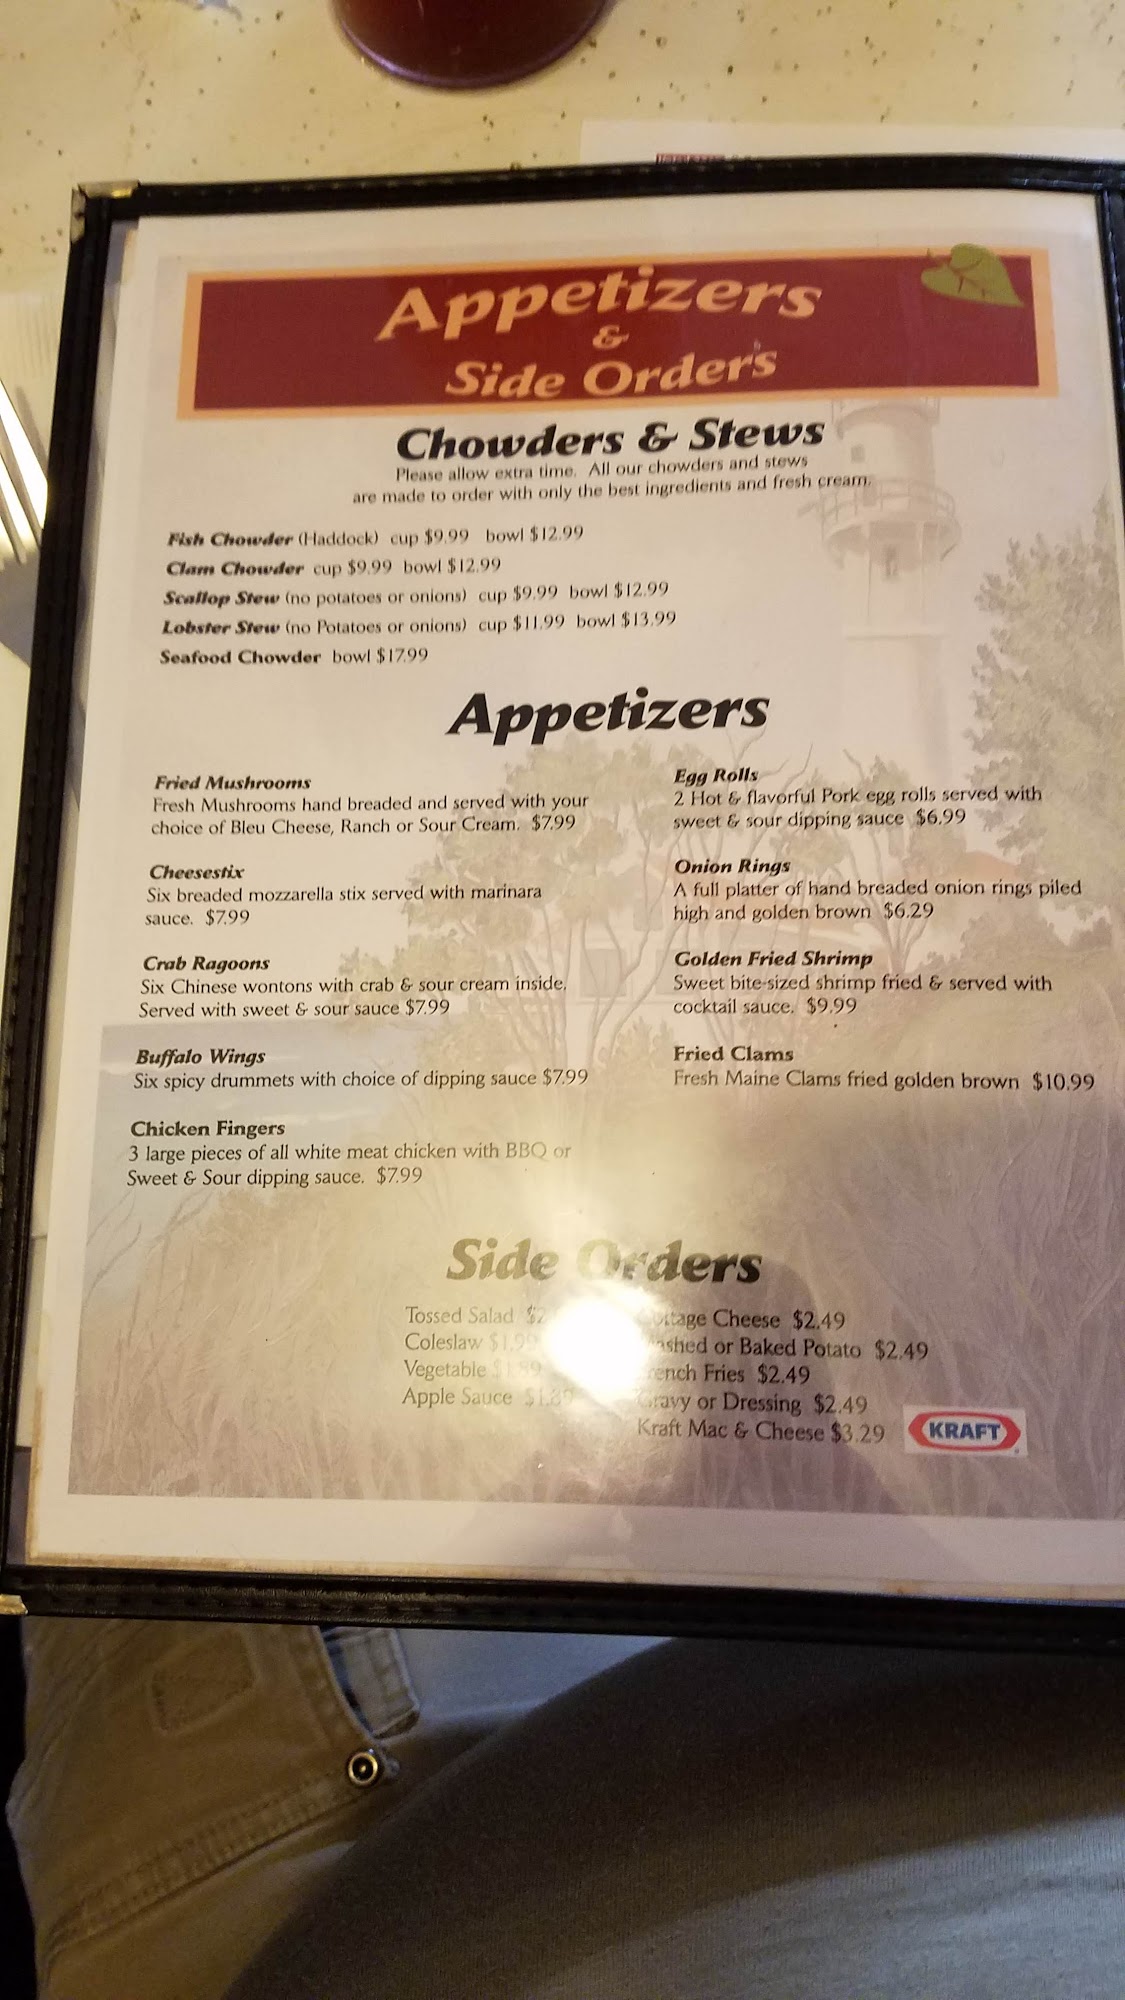 Appetizers
&
Side Orders
Chowders & Stews
Please allow extra time. All our chowders and stews
are made to order with only the best ingredients and fresh cream.
Fish Chowder (Haddock) cup $9.99 bowl $12.99
Clam Chowder cup $9.99 bowl $12.99
Scallop Stew (no potatoes or onions) cup $9.99 bowl $12.99
Lobster Stew (no Potatoes or onions) cup $11.99 bowl $13.99
Seafood Chowder bowl $17.99
Appetizers
Fried Mushrooms
Fresh Mushrooms hand breaded and served with your
choice of Bleu Cheese, Ranch or Sour Cream. $7.99
Cheesestix
Six breaded mozzarella stix served with marinara
sauce. $7.99
Crab Ragoons
Six Chinese wontons with crab & sour cream inside.
Served with sweet & sour sauce $7.99
Buffalo Wings
Six spicy drummets with choice of dipping sauce $7.99
Chicken Fingers
3 large pieces of all white meat chicken with BBQ or
Sweet & Sour dipping sauce. $7.99
Egg Rolls
2 Hot & flavorful Pork egg rolls served with
sweet & sour dipping sauce $6.99
Onion Rings
A full platter of hand breaded onion rings piled
high and golden brown $6.29
Golden Fried Shrimp
Sweet bite-sized shrimp fried & served with
cocktail sauce. $9.99
Fried Clams
Fresh Maine Clams fried golden brown $10.99
Side Orders
Tossed Salad
Coleslaw $1.99
Vegetable
Apple Sauce $1.89
Cottage Cheese $2.49
Mashed or Baked Potato $2.49
French Fries $2.49
Gravy or Dressing $2.49
Kraft Mac & Cheese $3.29
KRAFT